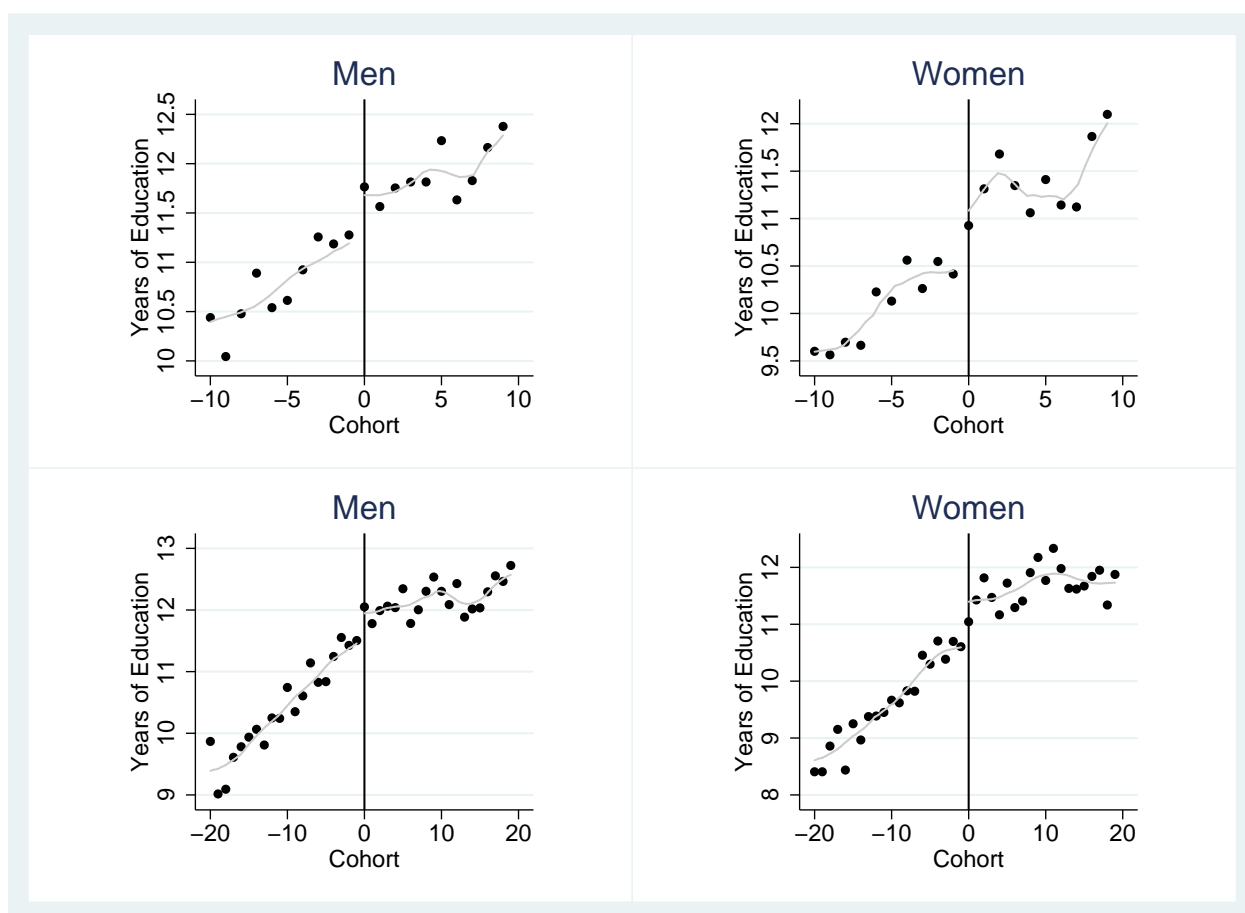 Men
Years of Education
10 10.5 11 11.5 12 12.5
−10 −5 0 5 10
Cohort
Women
Years of Education
9.5 10 10.5 11 11.5 12
−10 −5 0 5 10
Cohort
Men
Years of Education
9 10 11 12 13
−20 −10 0 10 20
Cohort
Women
Years of Education
8 9 10 11 12
−20 −10 0 10 20
Cohort